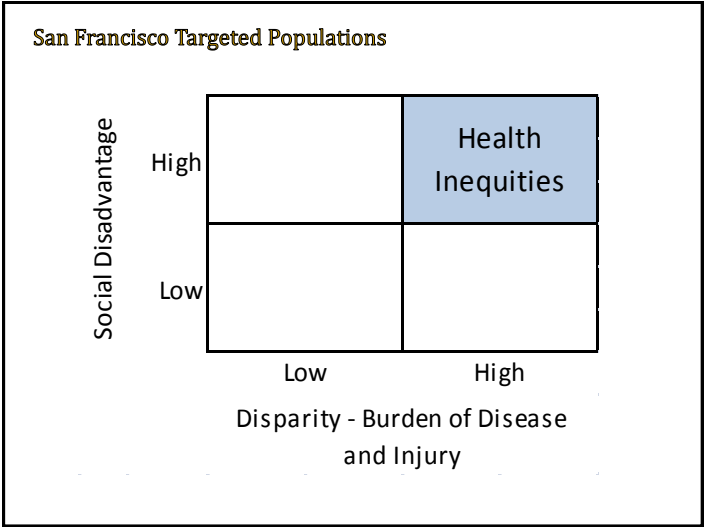 San Francisco Targeted Populations
Social Disadvantage
High
Health
Inequities
Low
Low
High
Disparity - Burden of Disease
and Injury